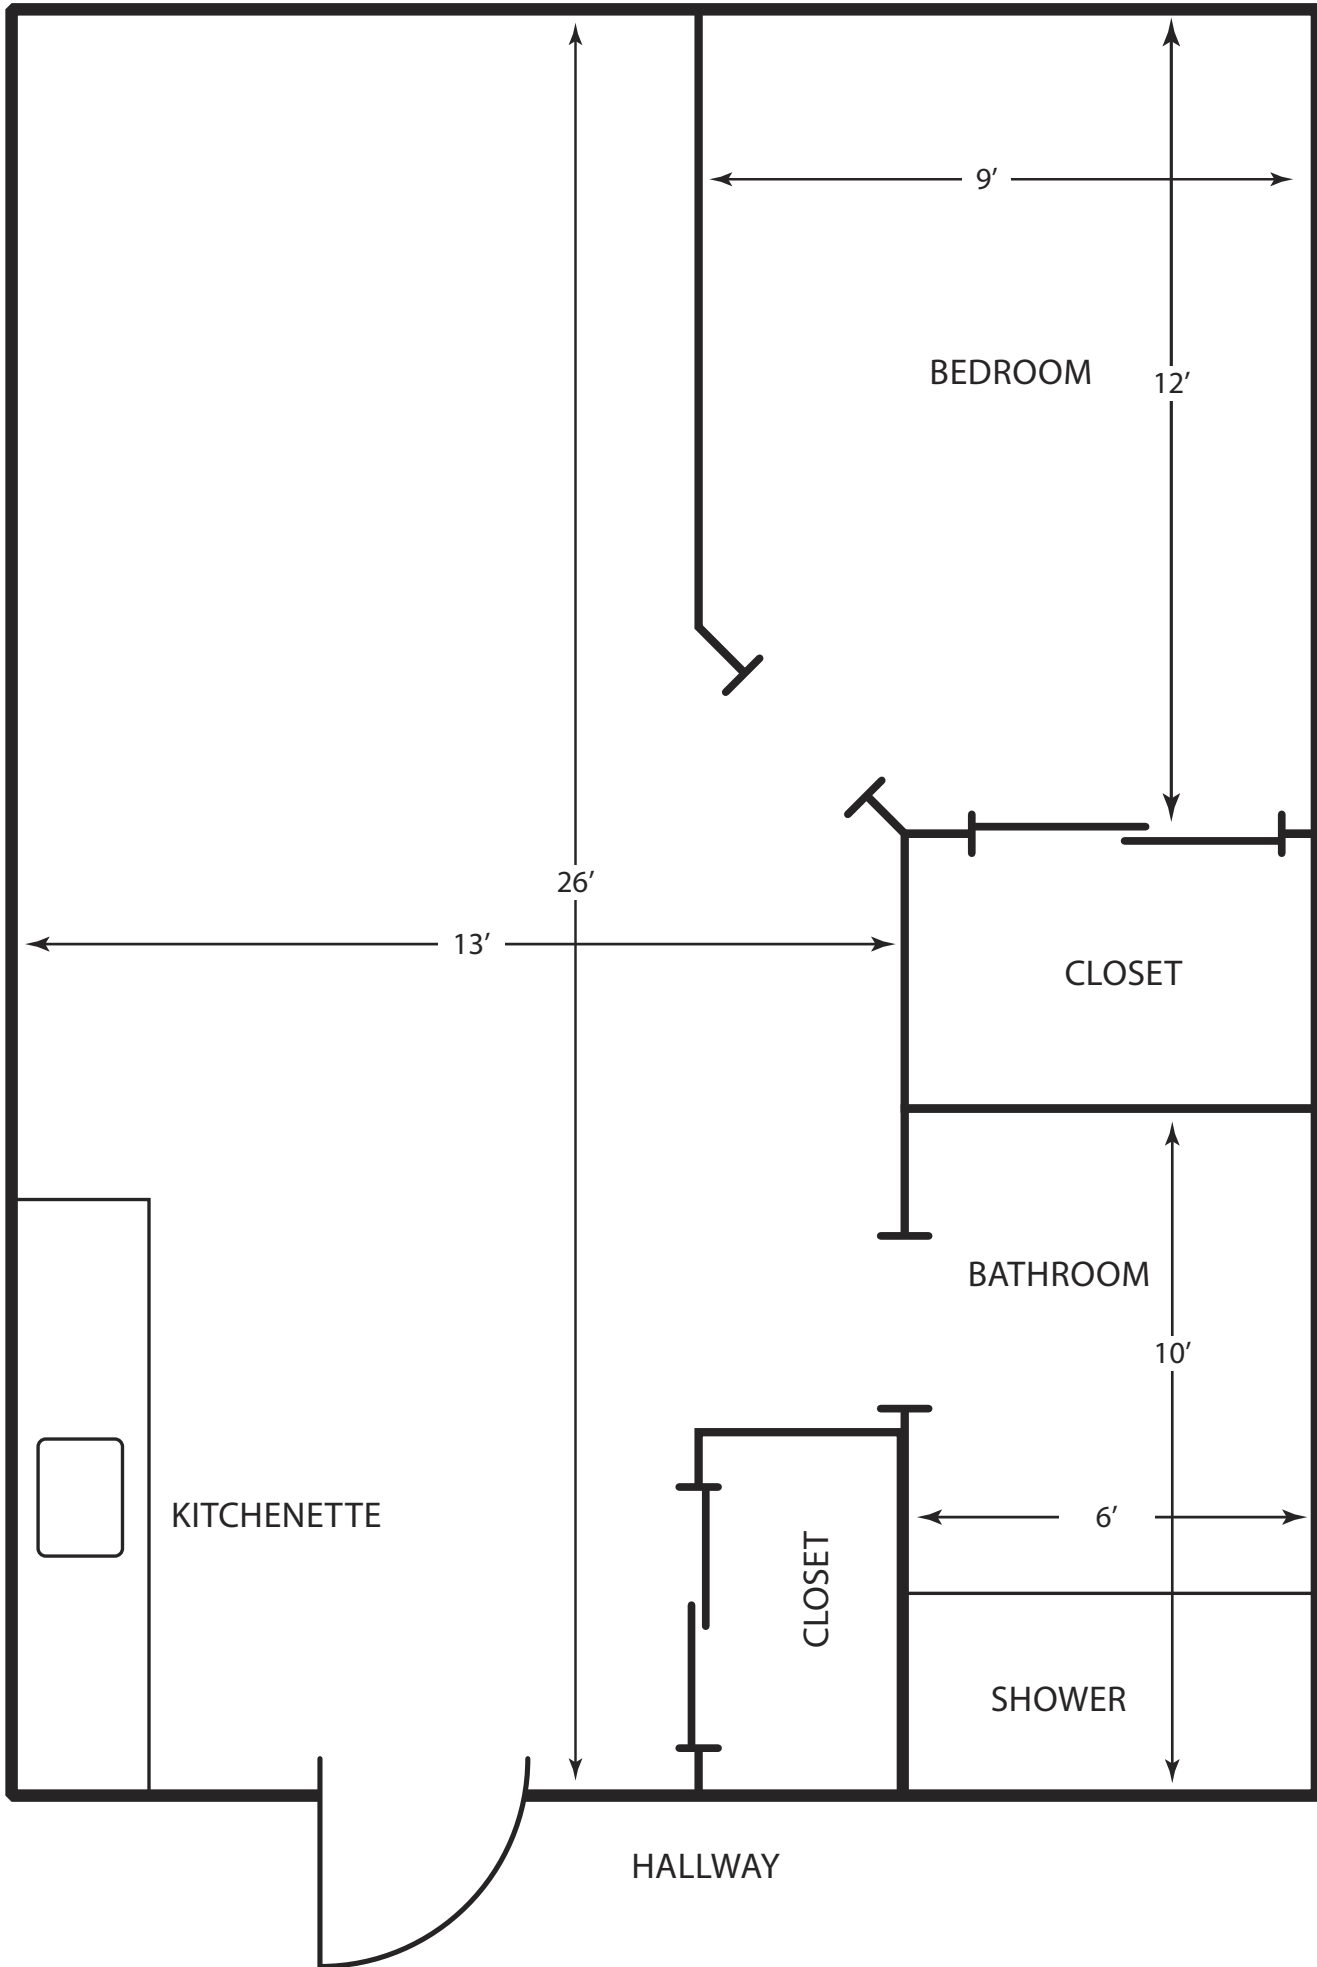 9’
BEDROOM
12’
26’
13’
CLOSET
BATHROOM
10’
KITCHENETTE
6’
CLOSET
SHOWER
HALLWAY